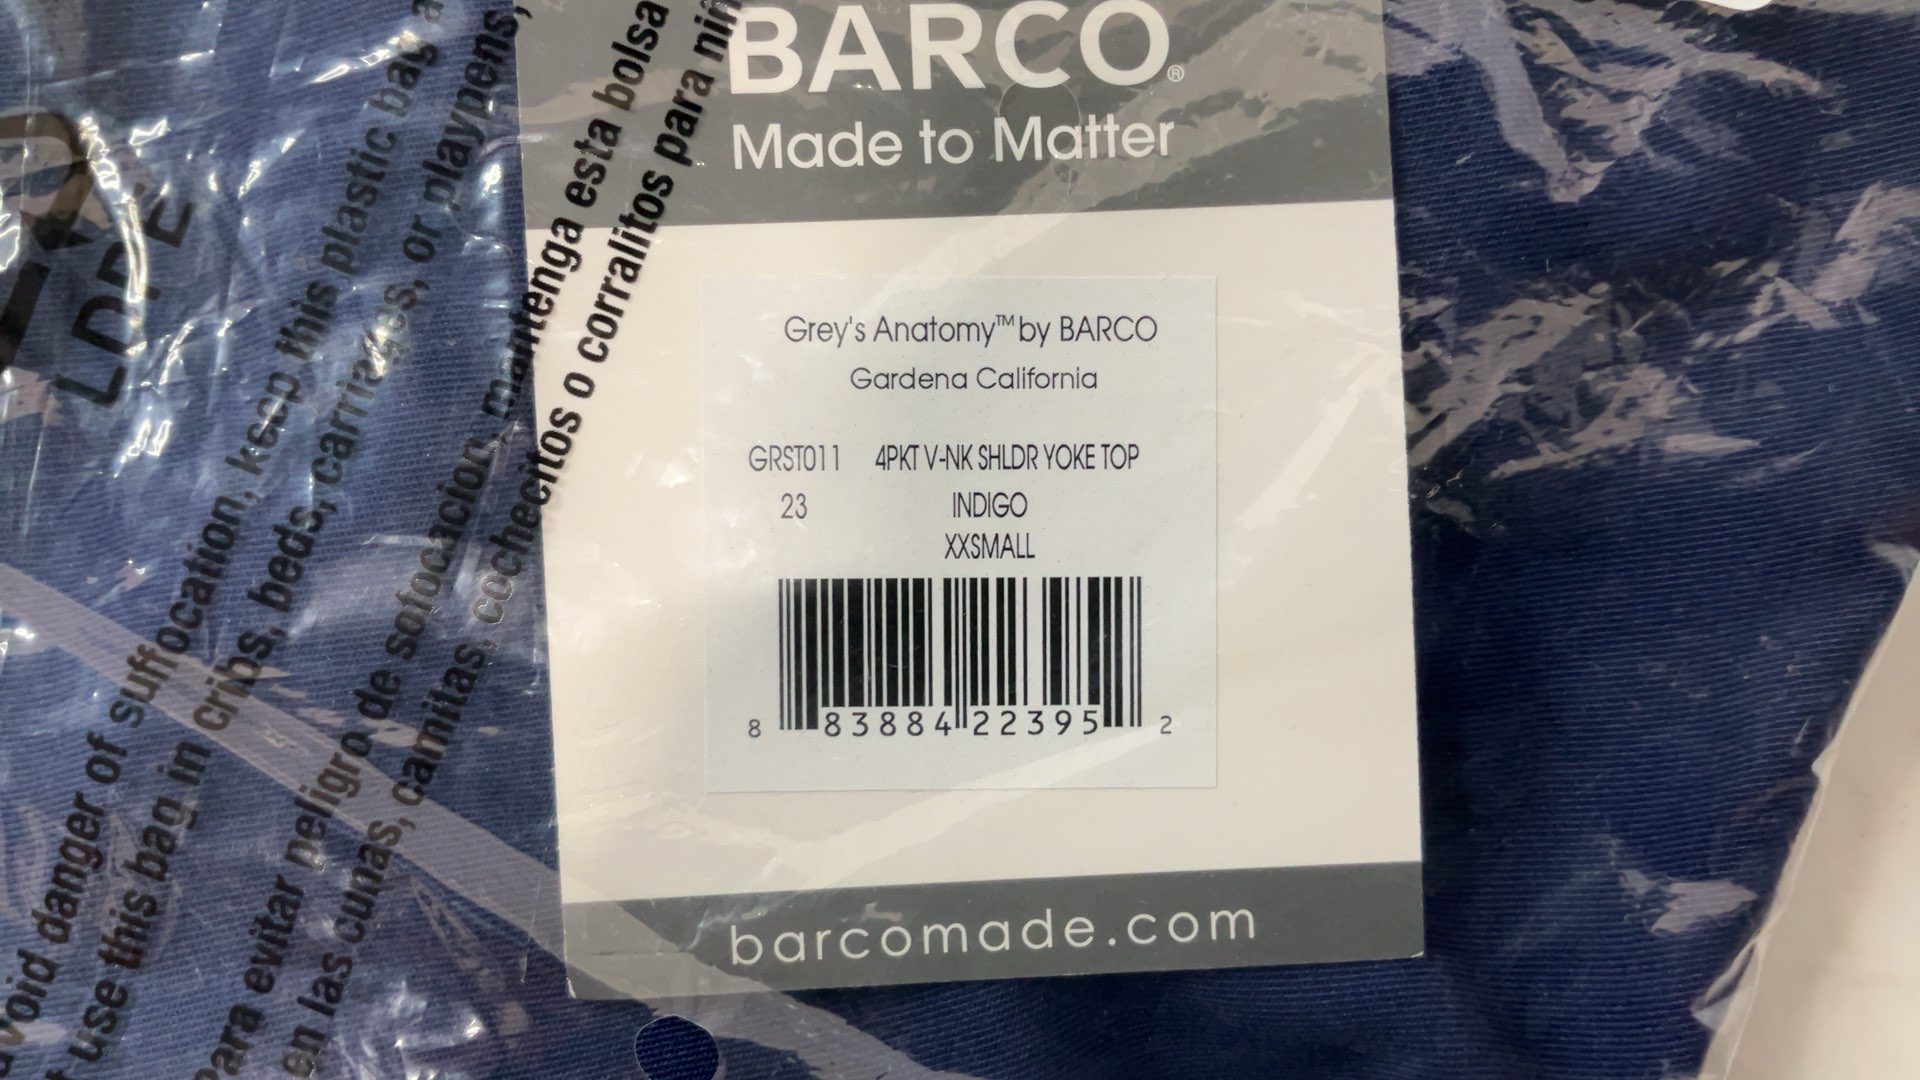 BARCO®
Made to Matter
Grey's Anatomy™ by BARCO
Gardena California
GRST011 4PKT V-NK SHLDR YOKE TOP
23 INDIGO
XXSMALL
8 83884 22395 2
barcomade.com
LDPE
avoid danger of suffocation, keep this plastic bag a
t use this bag in cribs, beds, carriages, or playpens,
Para evitar peligro de sofocacion, mantenga esta bolsa
en las cunas, camitas, cochecitos o corralitos para niñ